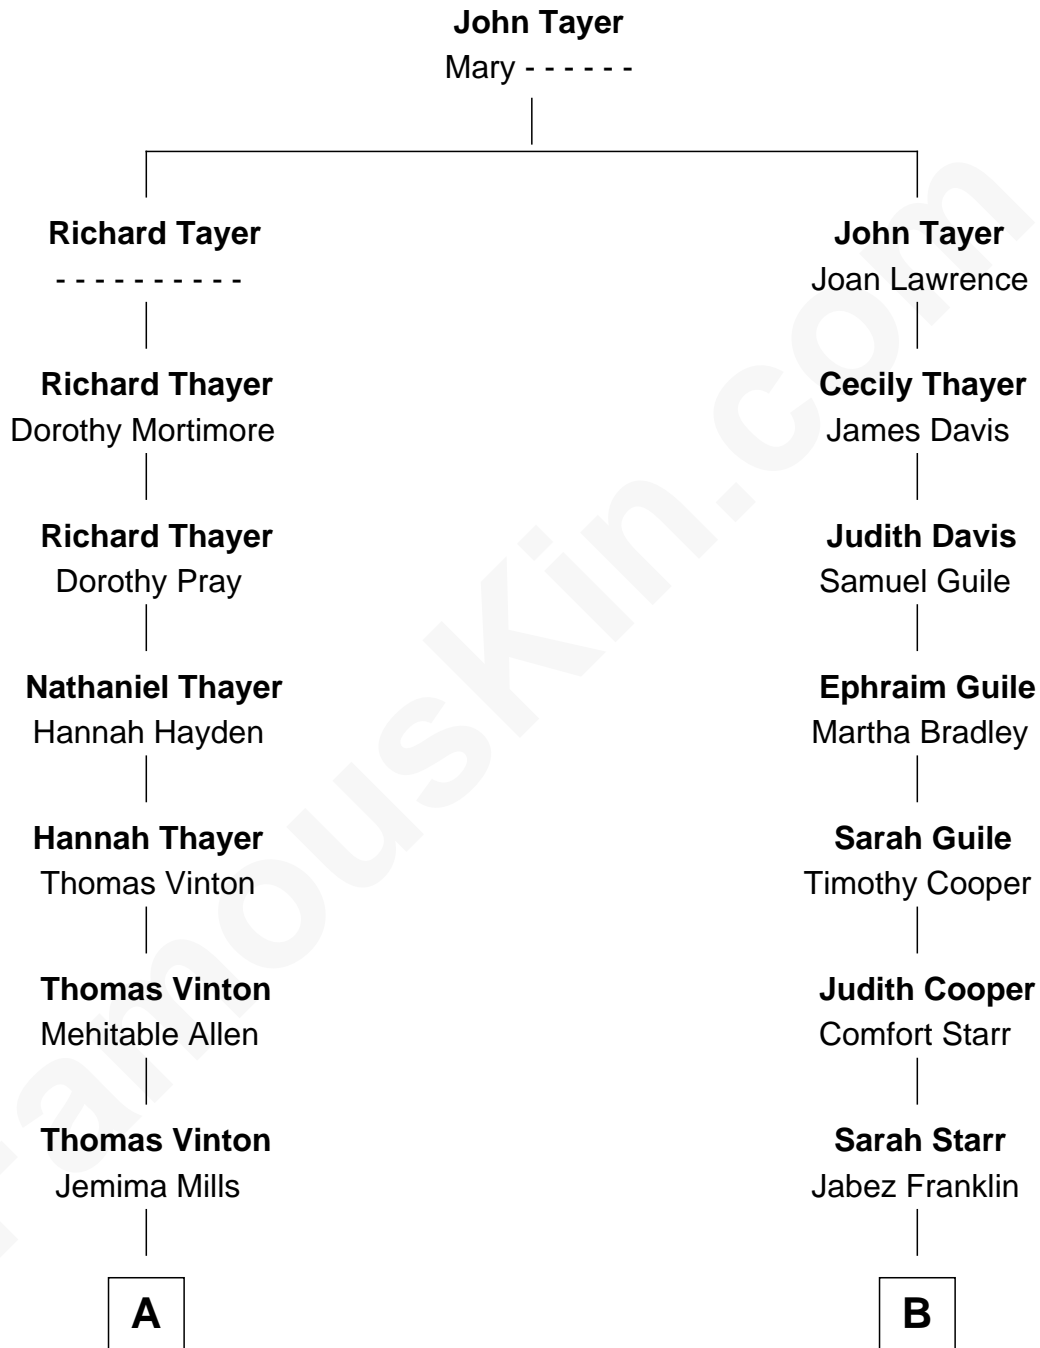 John Tayer
Mary - - - - - -
Richard Tayer
- - - - - - - - - -
John Tayer
Joan Lawrence
Richard Thayer
Dorothy Mortimore
Cecily Thayer
James Davis
Richard Thayer
Dorothy Pray
Judith Davis
Samuel Guile
Nathaniel Thayer
Hannah Hayden
Ephraim Guile
Martha Bradley
Hannah Thayer
Thomas Vinton
Sarah Guile
Timothy Cooper
Thomas Vinton
Mehitable Allen
Judith Cooper
Comfort Starr
Thomas Vinton
Jemima Mills
Sarah Starr
Jabez Franklin
A
B
FamousKin.com